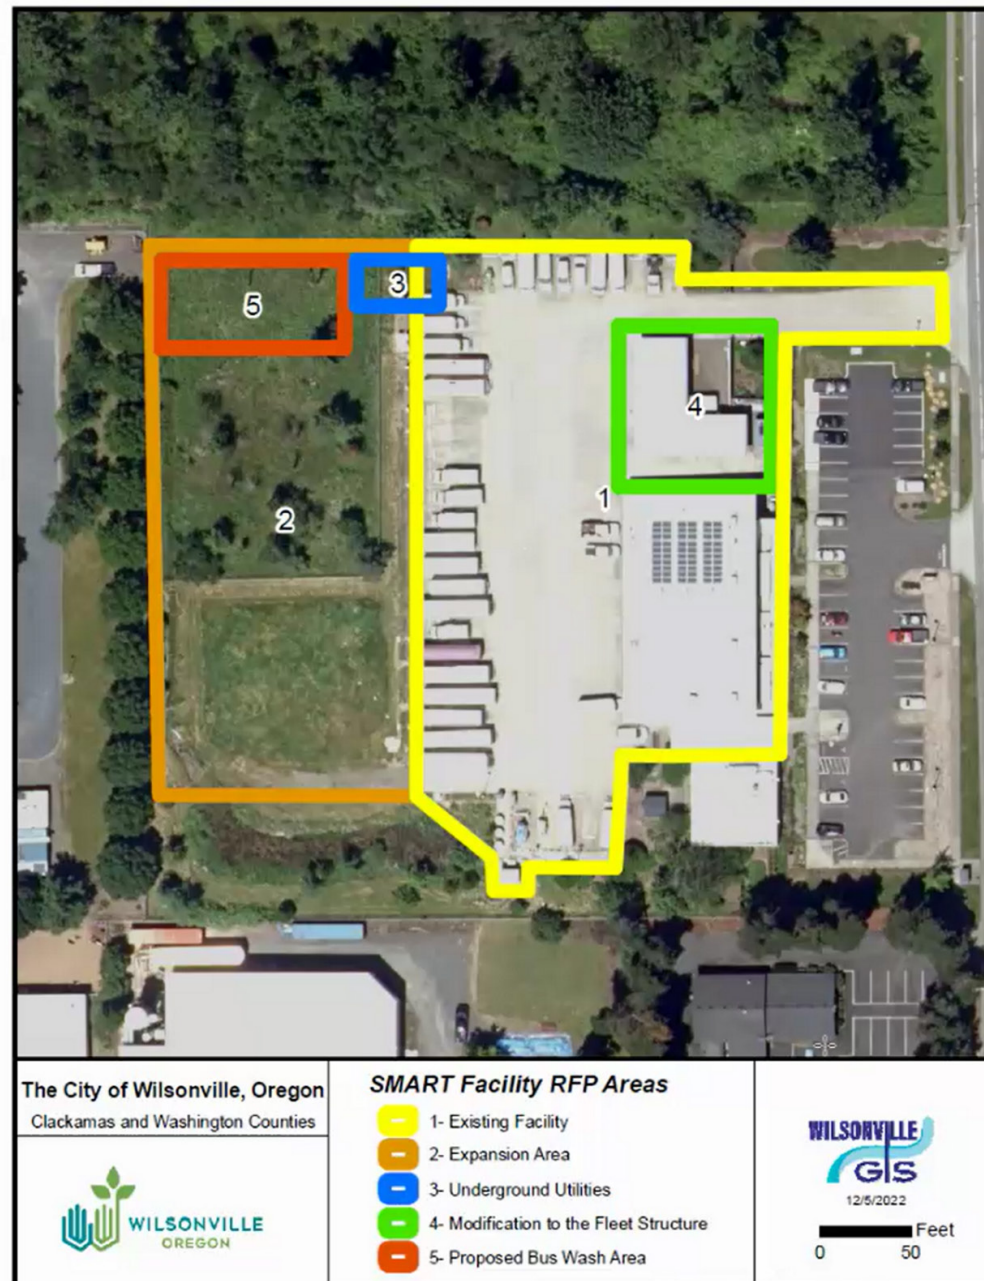 5
3
4
1
2
The City of Wilsonville, Oregon
Clackamas and Washington Counties
WILSONVILLE
OREGON
SMART Facility RFP Areas
1- Existing Facility
2- Expansion Area
3- Underground Utilities
4- Modification to the Fleet Structure
5- Proposed Bus Wash Area
WILSONVILLE
GIS
12/5/2022
Feet
0 50